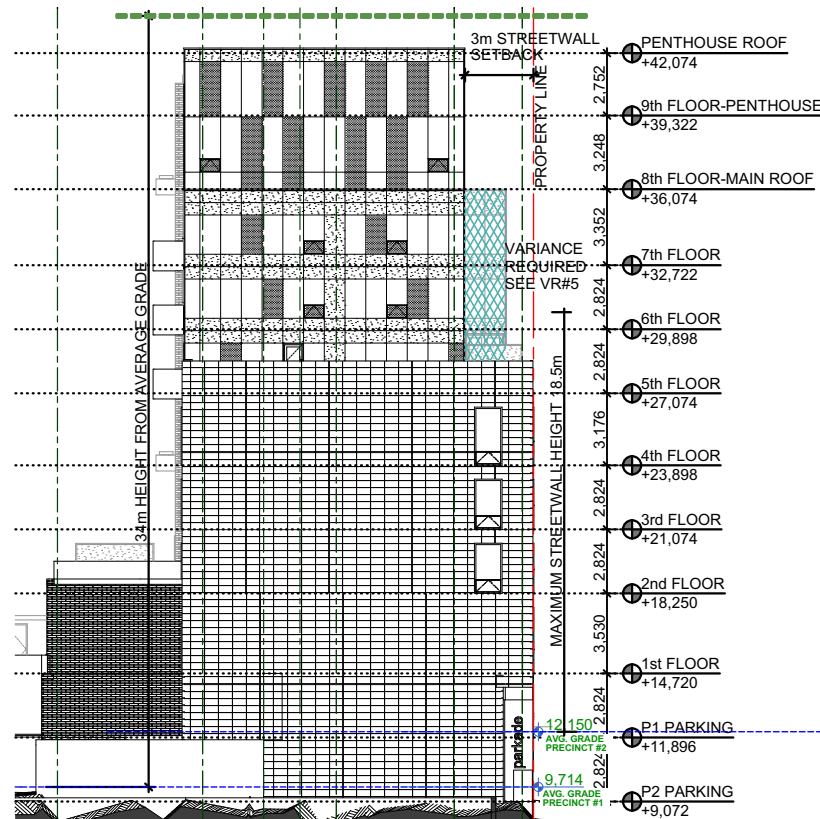 3m STREETWALL
SETBACK
PROPERTY LINE
34m HEIGHT FROM AVERAGE GRADE
VARIANCE
REQUIRED
SEE VR#5
MAXIMUM STREETWALL HEIGHT 18.5m
parkade
12,150
AVG. GRADE
PRECINCT #2
9,714
AVG. GRADE
PRECINCT #1
2,752
3,248
3,352
2,824
2,824
3,176
2,824
2,824
3,530
2,824
2,824
PENTHOUSE ROOF
+42,074
9th FLOOR-PENTHOUSE
+39,322
8th FLOOR-MAIN ROOF
+36,074
7th FLOOR
+32,722
6th FLOOR
+29,898
5th FLOOR
+27,074
4th FLOOR
+23,898
3rd FLOOR
+21,074
2nd FLOOR
+18,250
1st FLOOR
+14,720
P1 PARKING
+11,896
P2 PARKING
+9,072